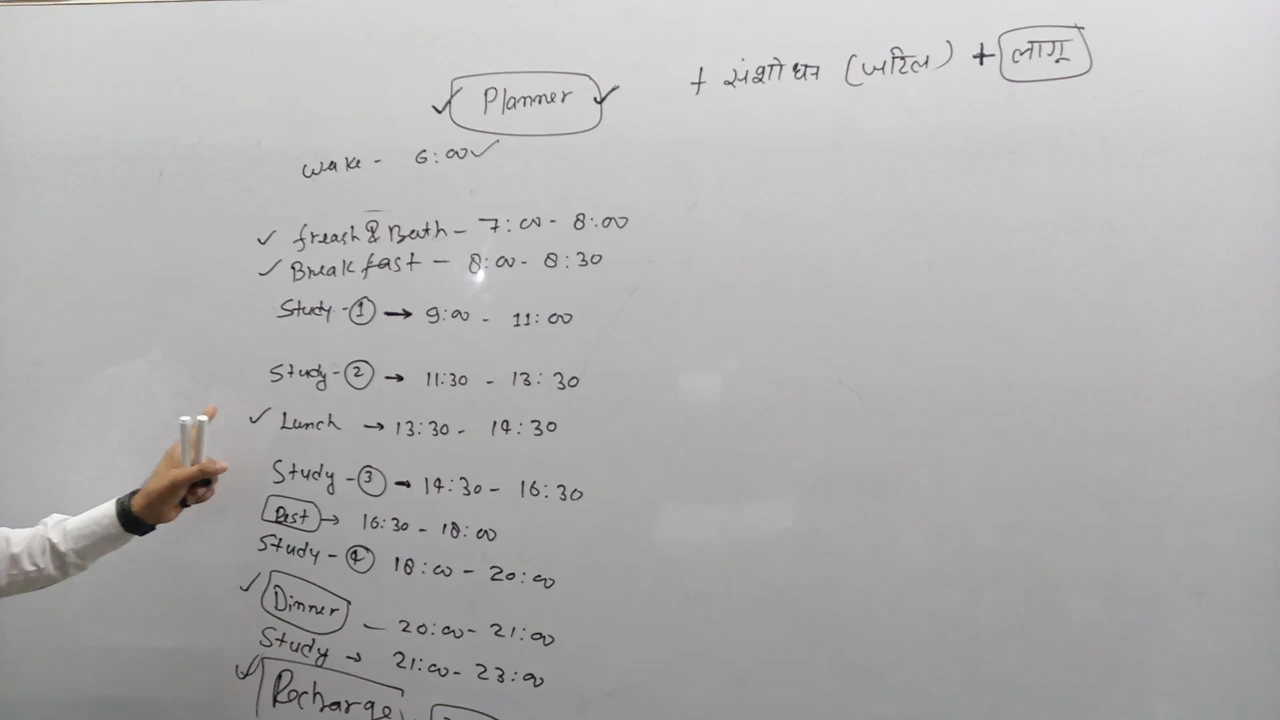 + संशोधन (जटिल) + लागू
Planner
wake - 6:00
freash & Bath - 7:00 - 8:00
Breakfast - 8:00 - 8:30
Study - 1 → 9:00 - 11:00
Study - 2 → 11:30 - 13:30
Lunch → 13:30 - 14:30
Study - 3 → 14:30 - 16:30
Rest → 16:30 - 18:00
Study - 4 18:00 - 20:00
Dinner - 20:00 - 21:00
Study → 21:00 - 23:00
Recharge